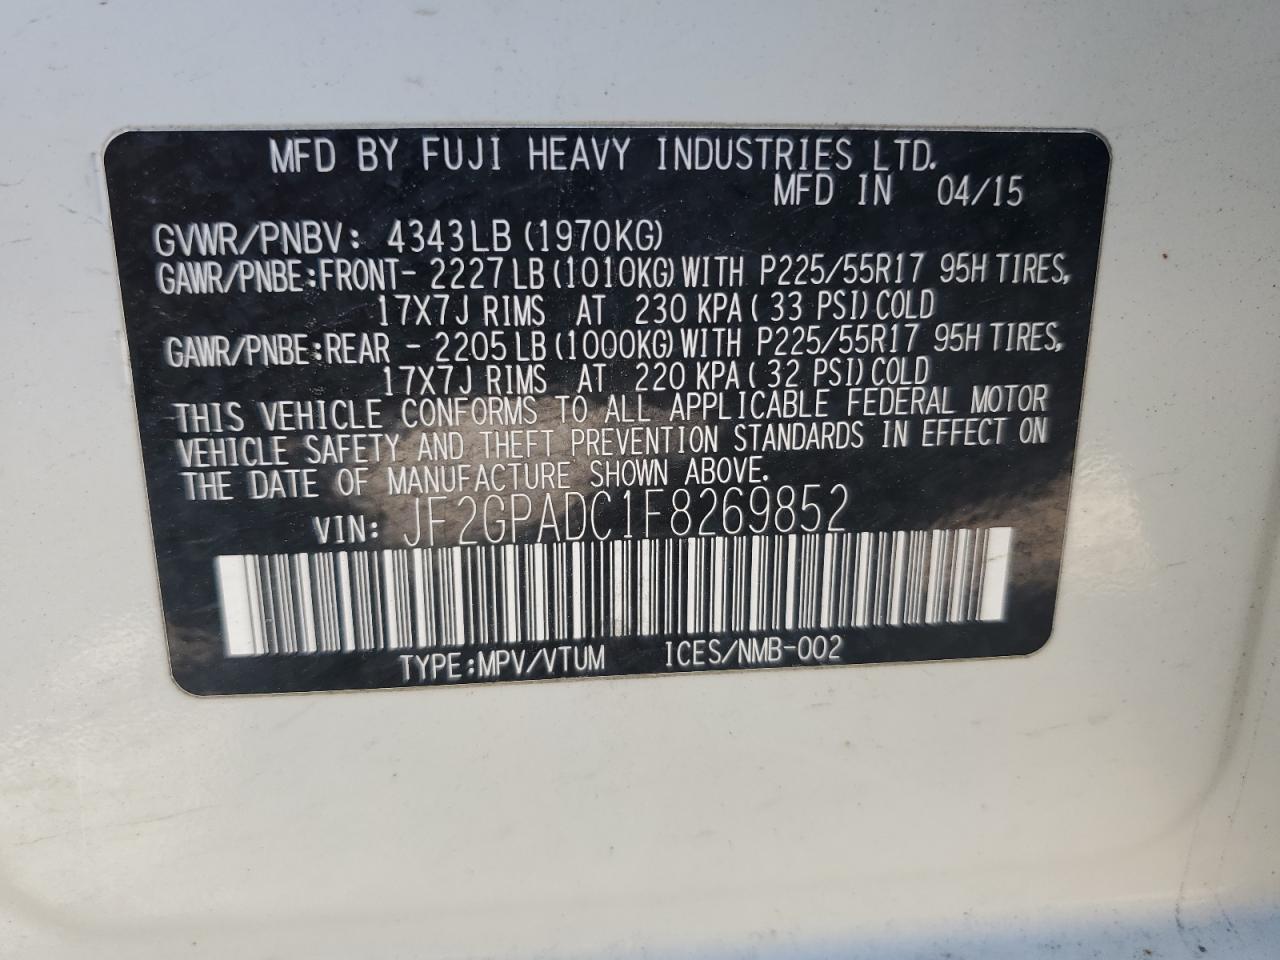 MFD BY FUJI HEAVY INDUSTRIES LTD.
MFD IN 04/15
GVWR/PNBV: 4343LB (1970KG)
GAWR/PNBE:FRONT- 2227LB (1010KG) WITH P225/55R17 95H TIRES,
17X7J RIMS AT 230 KPA ( 33 PSI) COLD
GAWR/PNBE:REAR - 2205LB (1000KG) WITH P225/55R17 95H TIRES,
17X7J RIMS AT 220 KPA ( 32 PSI) COLD
THIS VEHICLE CONFORMS TO ALL APPLICABLE FEDERAL MOTOR
VEHICLE SAFETY AND THEFT PREVENTION STANDARDS IN EFFECT ON
THE DATE OF MANUFACTURE SHOWN ABOVE.
VIN: JF2GPADC1F8269852
TYPE:MPV/VTUM ICES/NMB-002